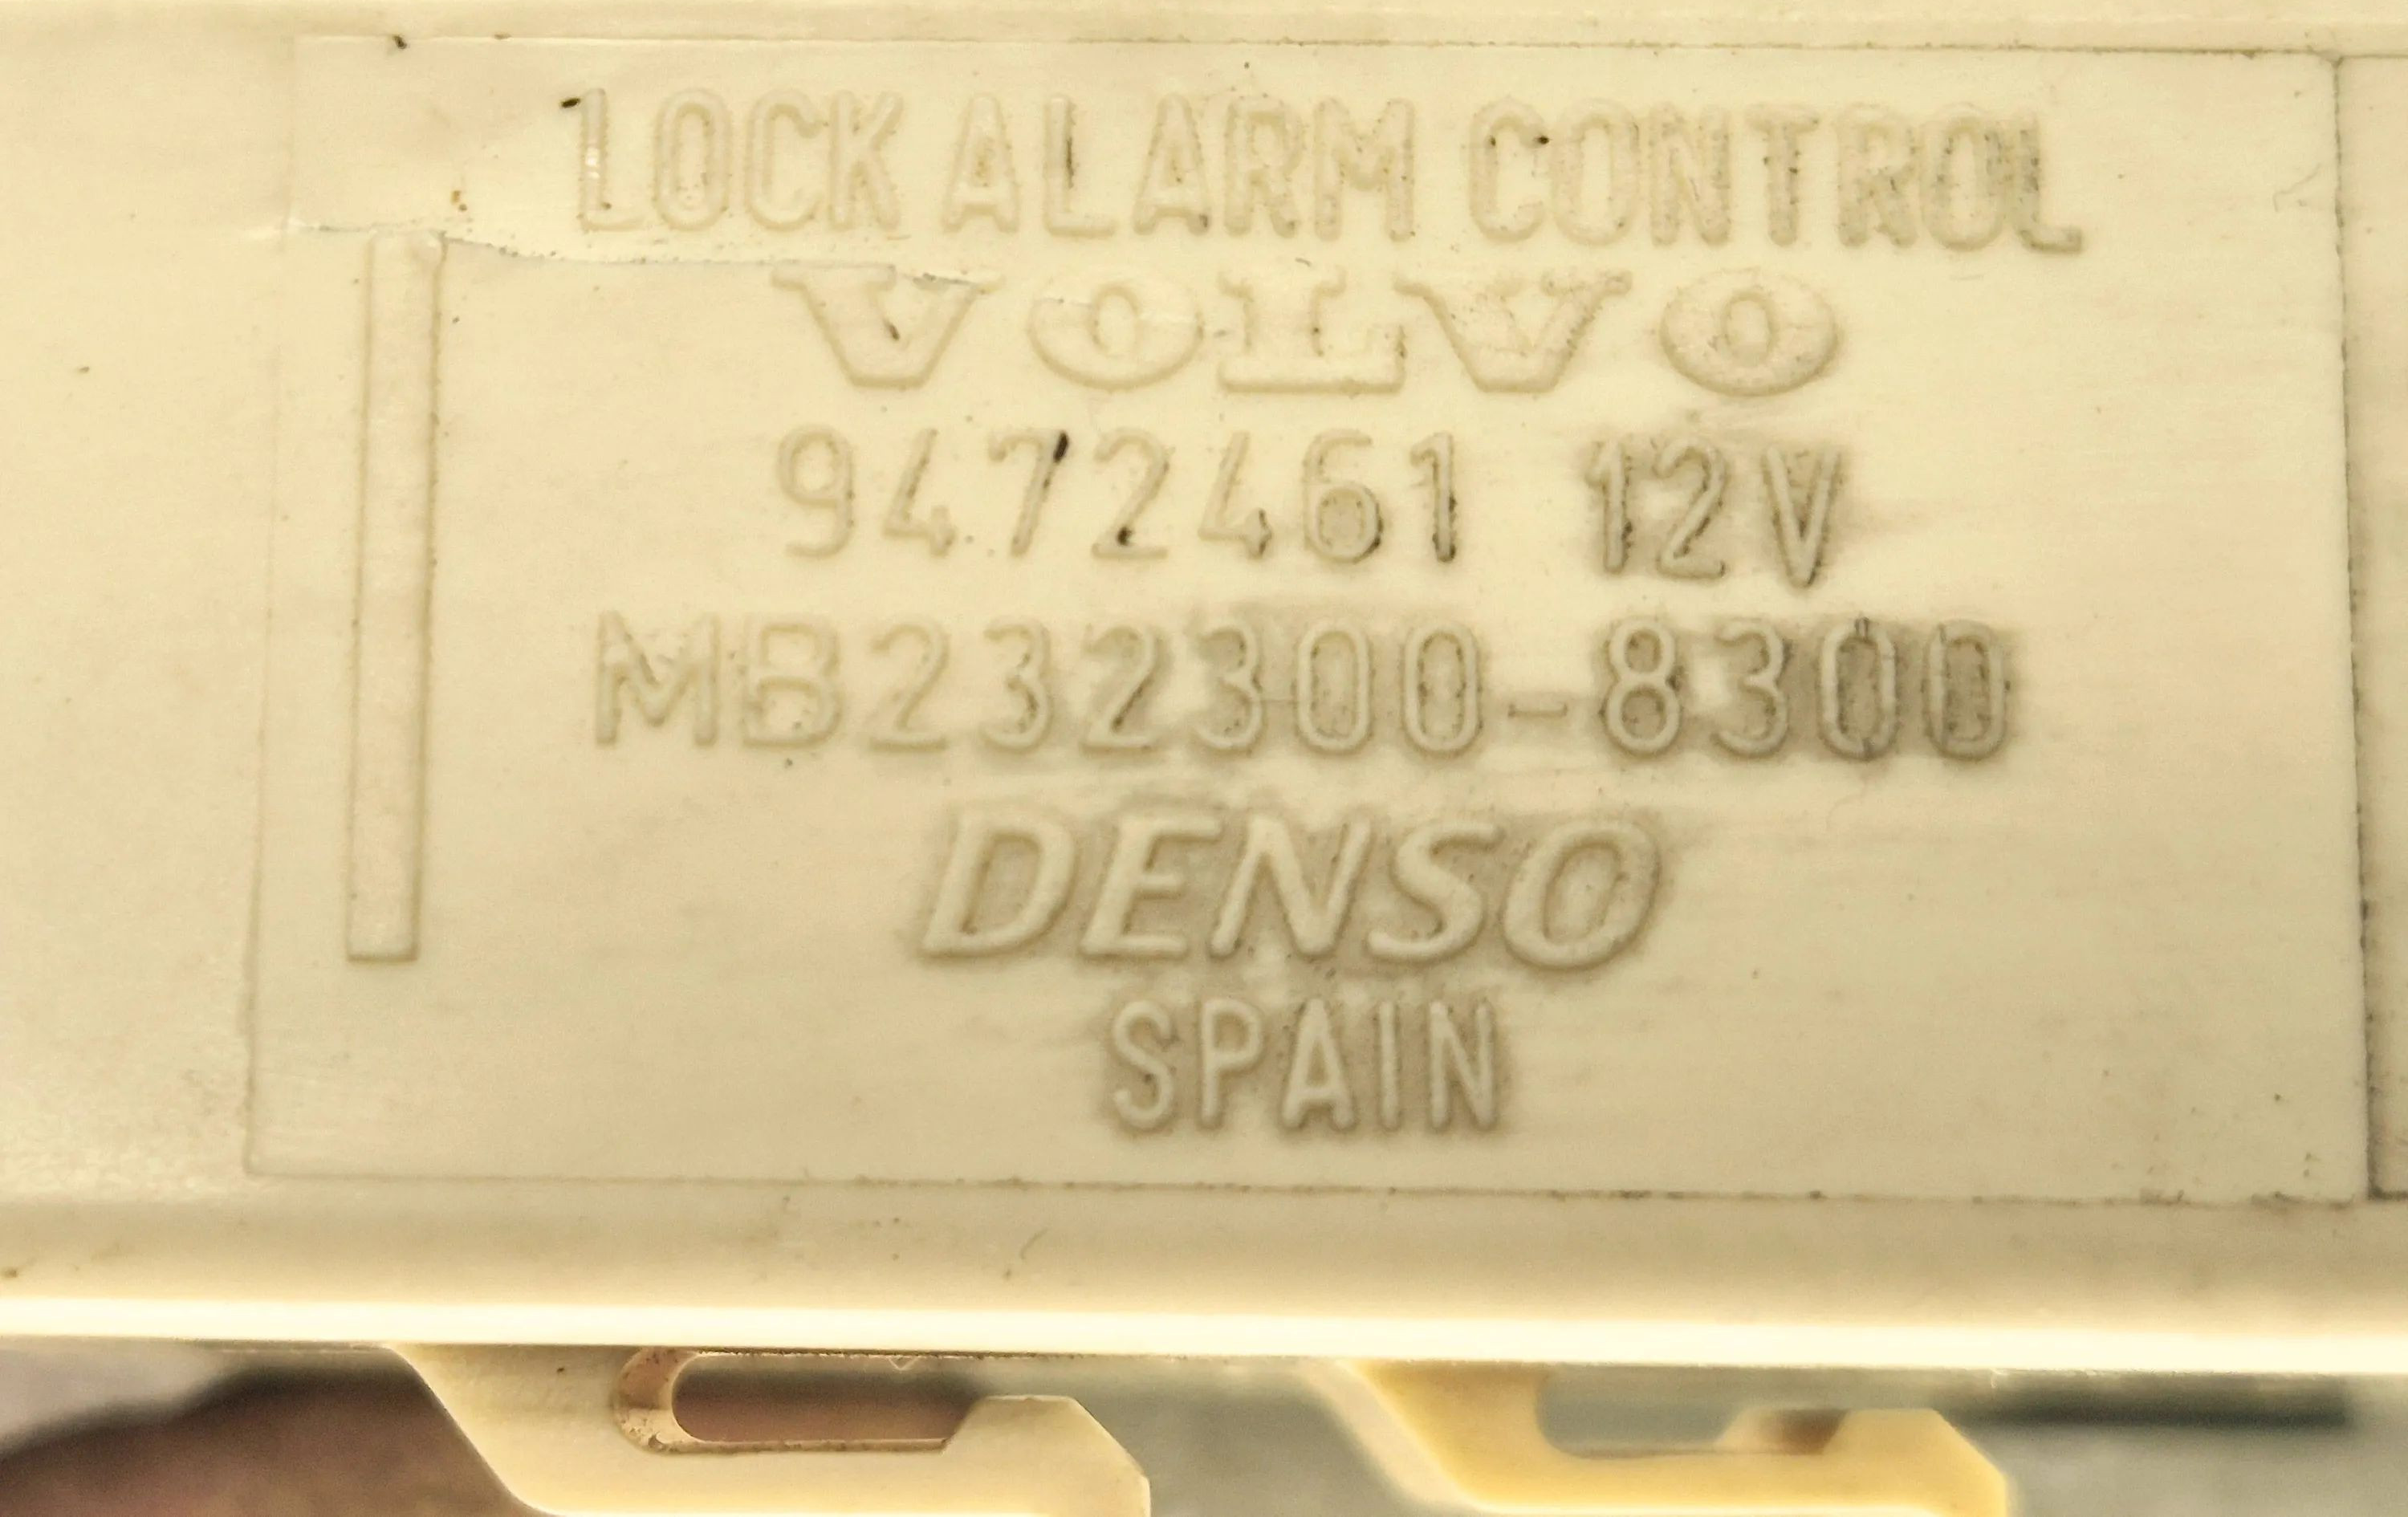 LOCK ALARM CONTROL
VOLVO
9472461 12V
MB232300-8300
DENSO
SPAIN